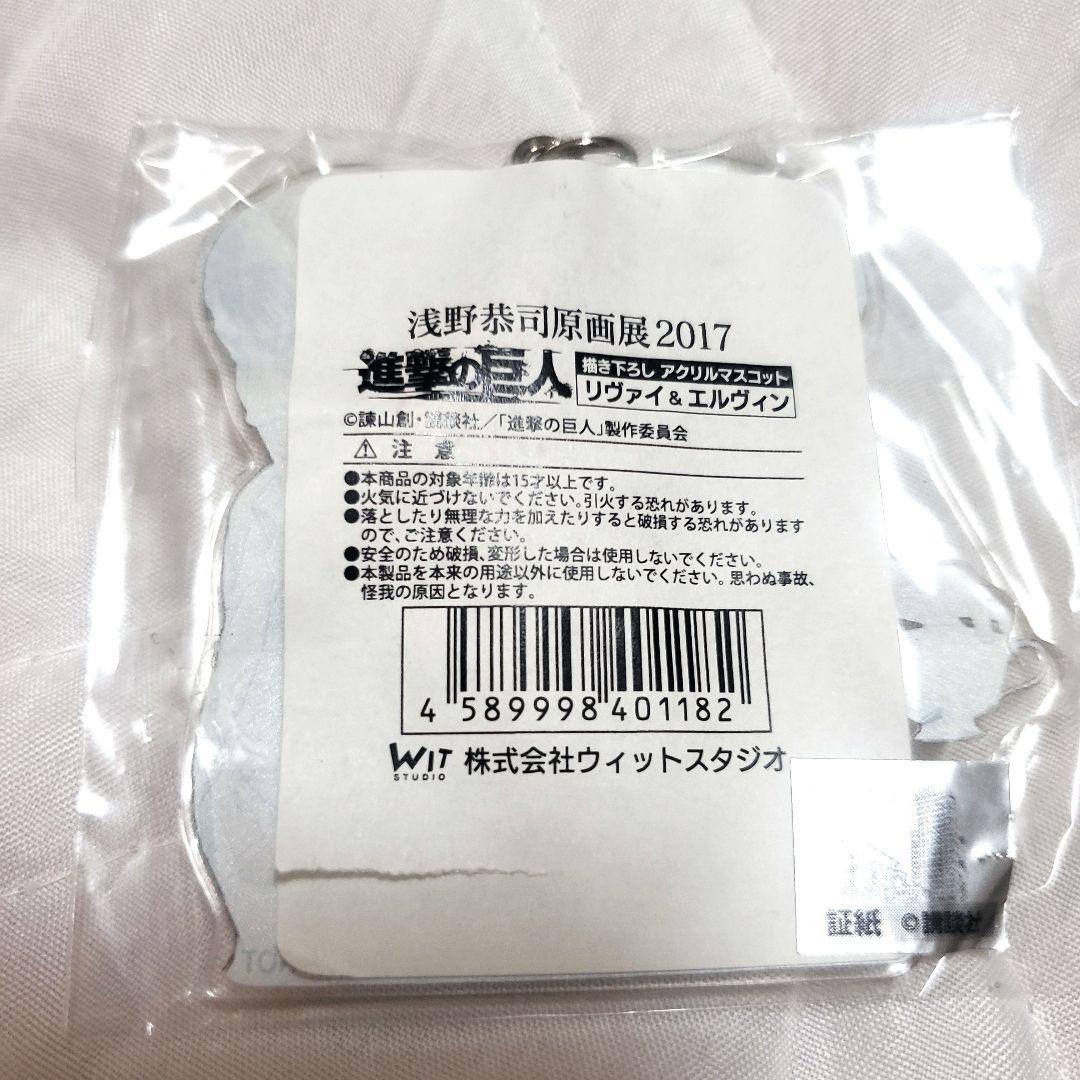 浅野恭司原画展2017
進撃の巨人
描き下ろし アクリルマスコット
リヴァイ&エルヴィン
©諫山創・講談社/「進撃の巨人」製作委員会
⚠ 注 意
●本商品の対象年齢は15才以上です。
●火気に近づけないでください。引火する恐れがあります。
●落としたり無理な力を加えたりすると破損する恐れがあります
ので、ご注意ください。
●安全のため破損、変形した場合は使用しないでください。
●本製品を本来の用途以外に使用しないでください。思わぬ事故、
怪我の原因となります。
4 589998 401182
WIT STUDIO 株式会社ウィットスタジオ
証紙 ©講談社